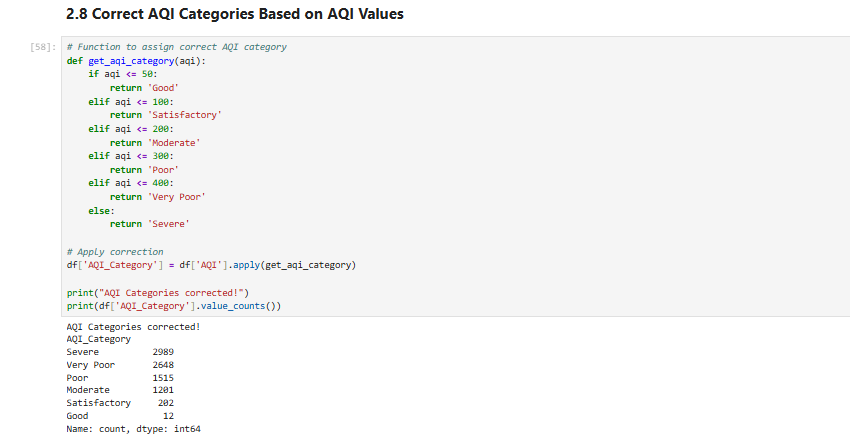 2.8 Correct AQI Categories Based on AQI Values
[58]: # Function to assign correct AQI category
def get_aqi_category(aqi):
    if aqi <= 50:
        return 'Good'
    elif aqi <= 100:
        return 'Satisfactory'
    elif aqi <= 200:
        return 'Moderate'
    elif aqi <= 300:
        return 'Poor'
    elif aqi <= 400:
        return 'Very Poor'
    else:
        return 'Severe'
# Apply correction
df['AQI_Category'] = df['AQI'].apply(get_aqi_category)
print("AQI Categories corrected!")
print(df['AQI_Category'].value_counts())
AQI Categories corrected!
AQI_Category
Severe          2989
Very Poor       2648
Poor            1515
Moderate        1201
Satisfactory     202
Good              12
Name: count, dtype: int64